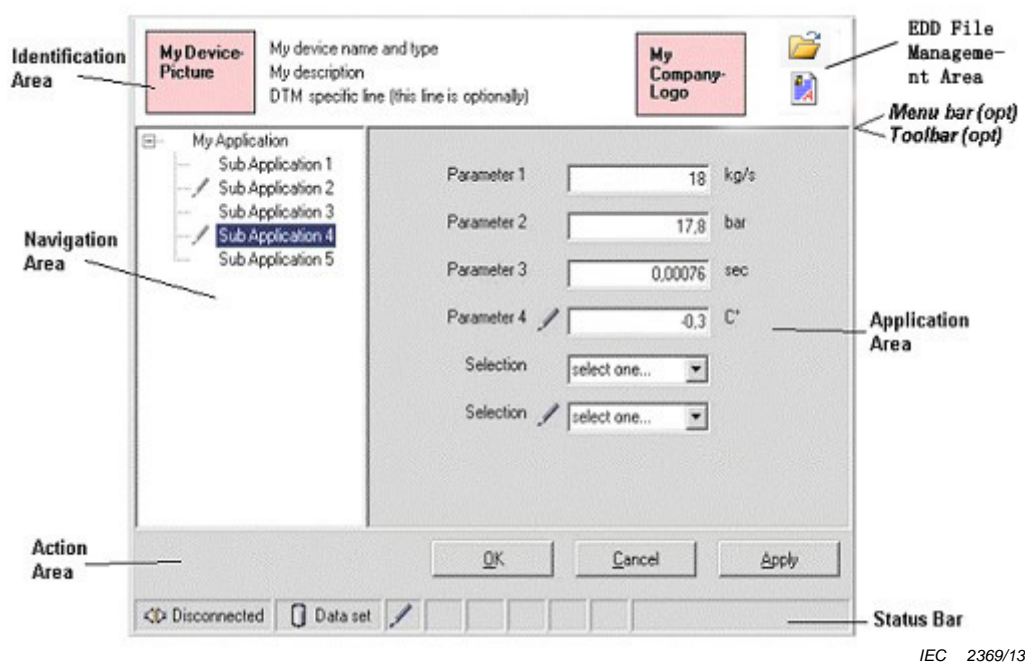 Identification
Area
My Device-
Picture
My device name and type
My description
DTM specific line (this line is optionally)
My
Company-
Logo
EDD File
Manageme-
nt Area
Menu bar (opt)
Toolbar (opt)
My Application
Sub Application 1
Sub Application 2
Sub Application 3
Sub Application 4
Sub Application 5
Navigation
Area
Parameter 1 18 kg/s
Parameter 2 17,8 bar
Parameter 3 0,00076 sec
Parameter 4 -0,3 C°
Selection select one...
Selection select one...
Application
Area
Action
Area
OK Cancel Apply
Disconnected Data set
Status Bar
IEC 2369/13